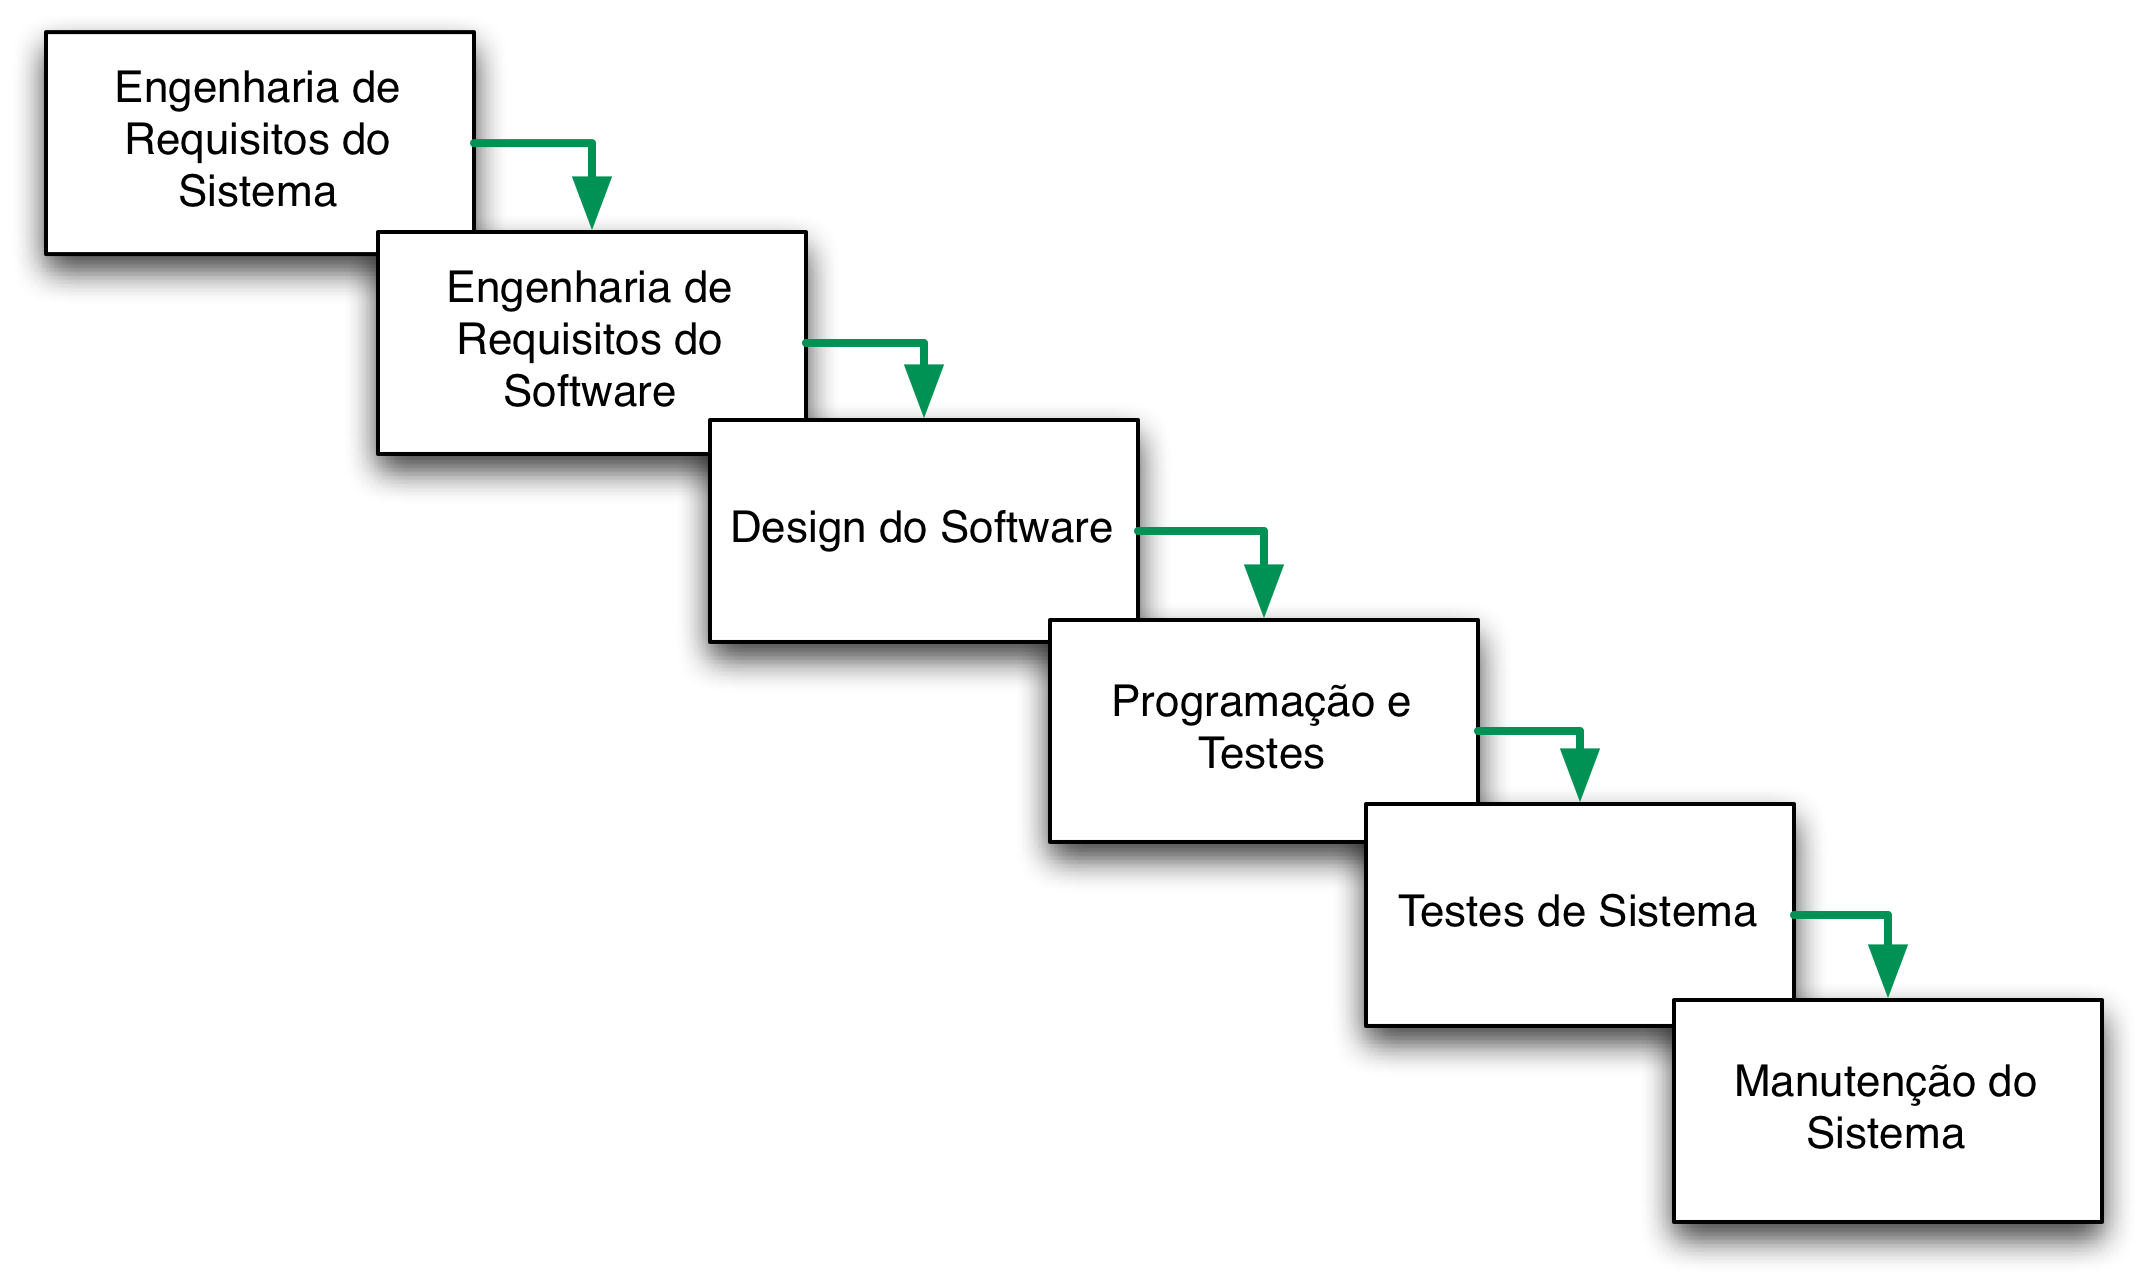 Engenharia de
Requisitos do
Sistema
Engenharia de
Requisitos do
Software
Design do Software
Programação e
Testes
Testes de Sistema
Manutenção do
Sistema